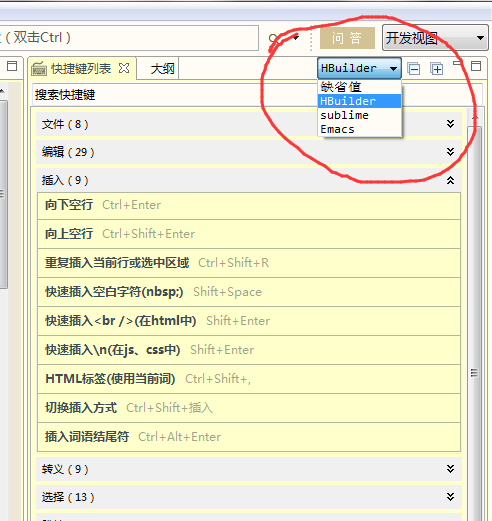 (双击Ctrl)
问 答
开发视图
快捷键列表
大纲
HBuilder
缺省值
HBuilder
sublime
Emacs
搜索快捷键
文件 ( 8 )
编辑 ( 29 )
插入 ( 9 )
向下空行 Ctrl+Enter
向上空行 Ctrl+Shift+Enter
重复插入当前行或选中区域 Ctrl+Shift+R
快速插入空白字符(nbsp;) Shift+Space
快速插入<br />(在html中) Shift+Enter
快速插入\n(在js、css中) Shift+Enter
HTML标签(使用当前词) Ctrl+Shift+,
切换插入方式 Ctrl+Shift+插入
插入词语结尾符 Ctrl+Alt+Enter
转义 ( 9 )
选择 ( 13 )